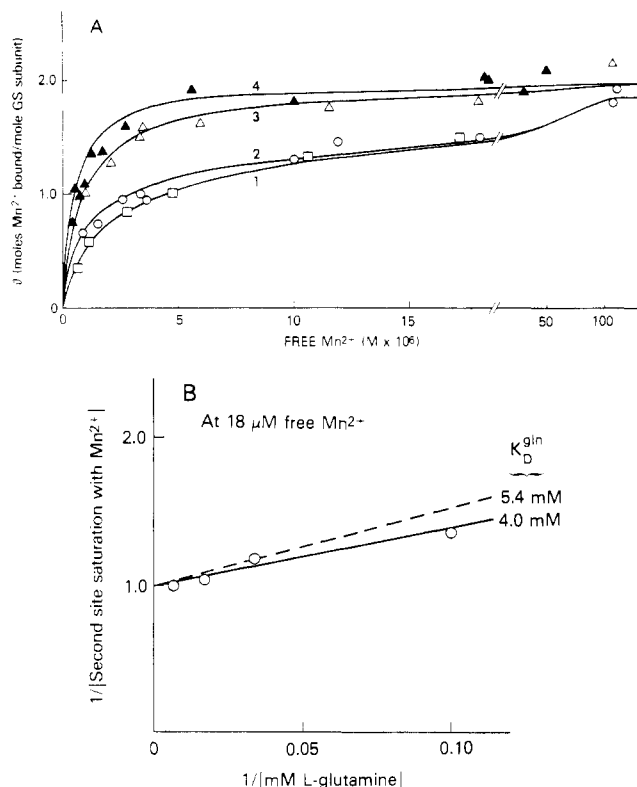 A
ϑ (moles Mn²⁺ bound/mole GS subunit)
2.0
1.0
0
4
3
2
1
0 5 10 15 50 100
FREE Mn²⁺ (M x 10⁶)
B
At 18 μM free Mn²⁺
K_D^gln
5.4 mM
4.0 mM
1/|Second site saturation with Mn²⁺|
2.0
1.0
0 0.05 0.10
1/|mM L-glutamine|